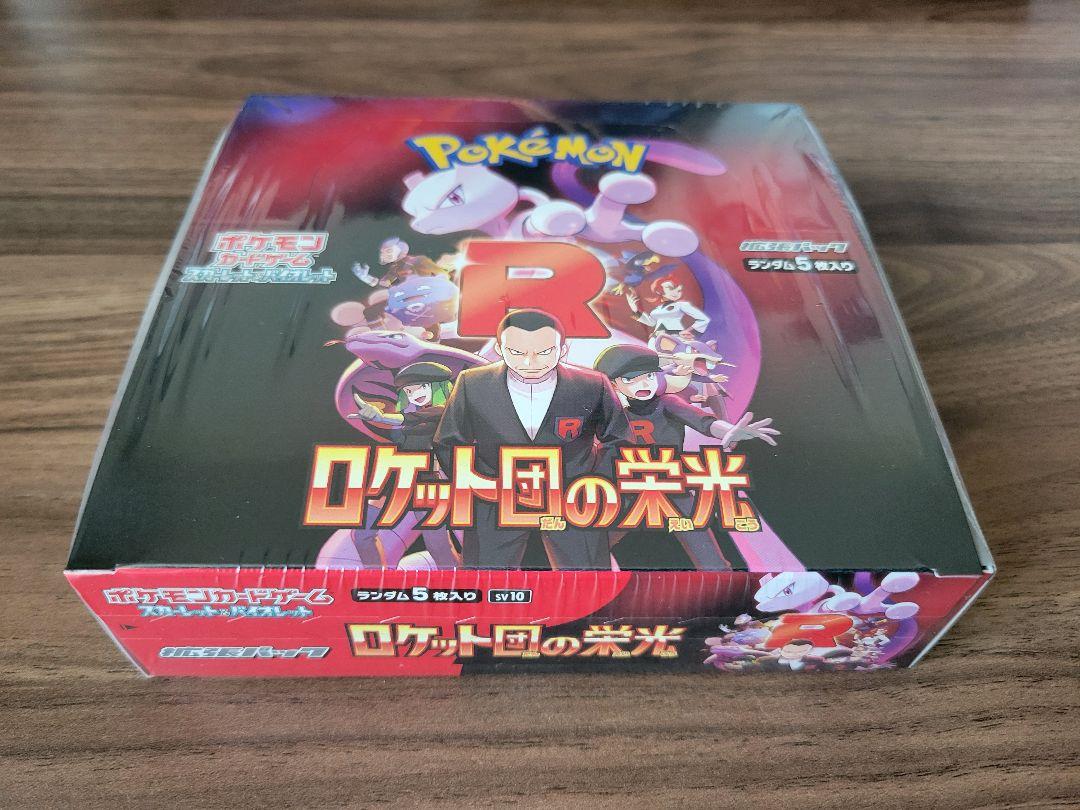 POKéMON
ポケモン
カードゲーム
スカーレット&バイオレット
拡張パック
ランダム5枚入り
R
R
R
ロケット団の栄光
だん えい こう
ポケモンカードゲーム
スカーレット&バイオレット
ランダム5枚入り sv10
拡張パック
ロケット団の栄光
R